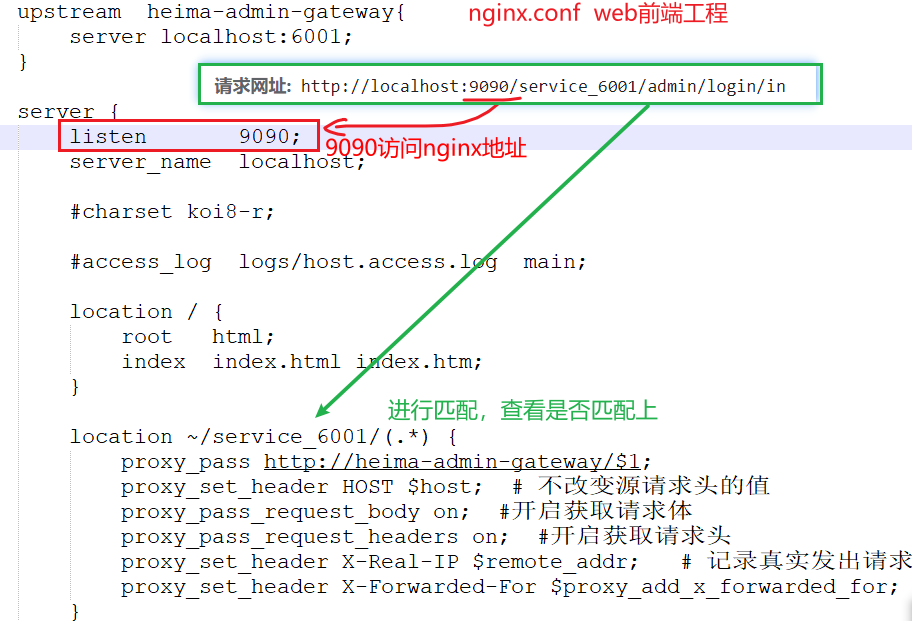 upstream  heima-admin-gateway{
nginx.conf  web前端工程
server localhost:6001;
}
请求网址: http://localhost:9090/service_6001/admin/login/in
server {
listen       9090;
9090访问nginx地址
server_name  localhost;
#charset koi8-r;
#access_log  logs/host.access.log  main;
location / {
root   html;
index  index.html index.htm;
}
进行匹配，查看是否匹配上
location ~/service_6001/(.*) {
proxy_pass http://heima-admin-gateway/$1;
proxy_set_header HOST $host;  # 不改变源请求头的值
proxy_pass_request_body on;  #开启获取请求体
proxy_pass_request_headers on;  #开启获取请求头
proxy_set_header X-Real-IP $remote_addr;   # 记录真实发出请求
proxy_set_header X-Forwarded-For $proxy_add_x_forwarded_for;
}